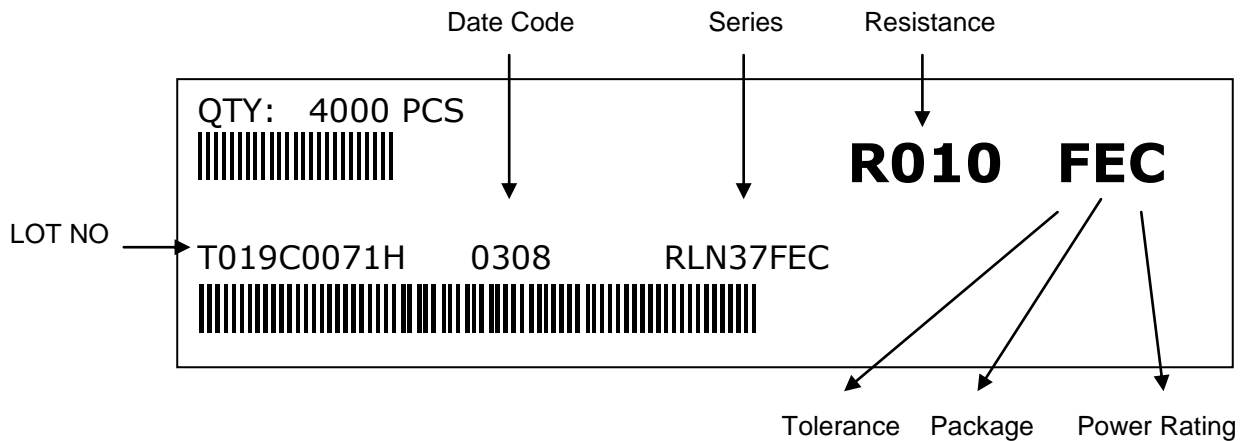 Date Code Series Resistance
QTY: 4000 PCS
R010 FEC
LOT NO
T019C0071H 0308 RLN37FEC
Tolerance Package Power Rating